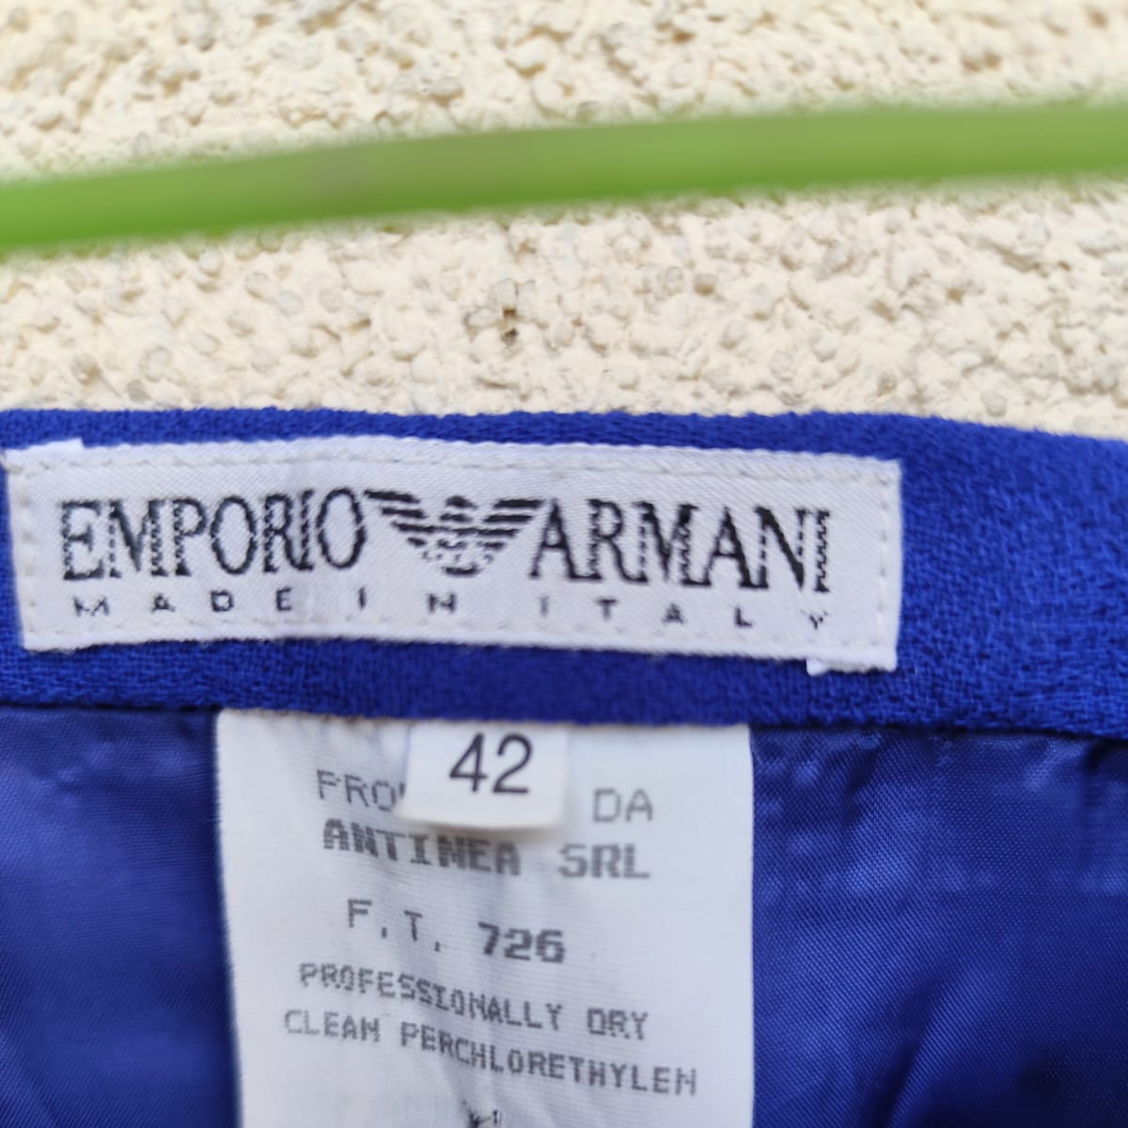 EMPORIO ARMANI
MADE IN ITALY
42
DA
ANTINEA SRL
F.T. 726
PROFESSIONALLY DRY
CLEAN PERCHLORETHYLEN